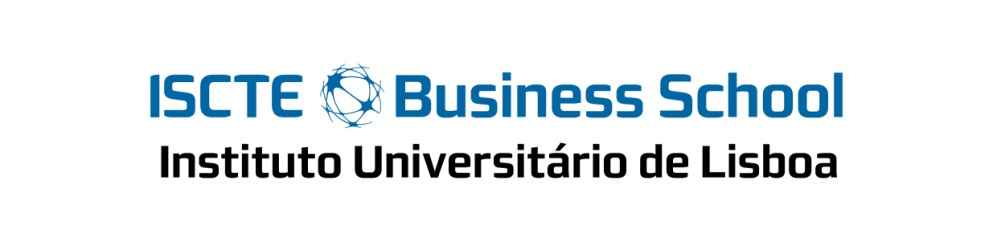 ISCTE Business School
Instituto Universitário de Lisboa